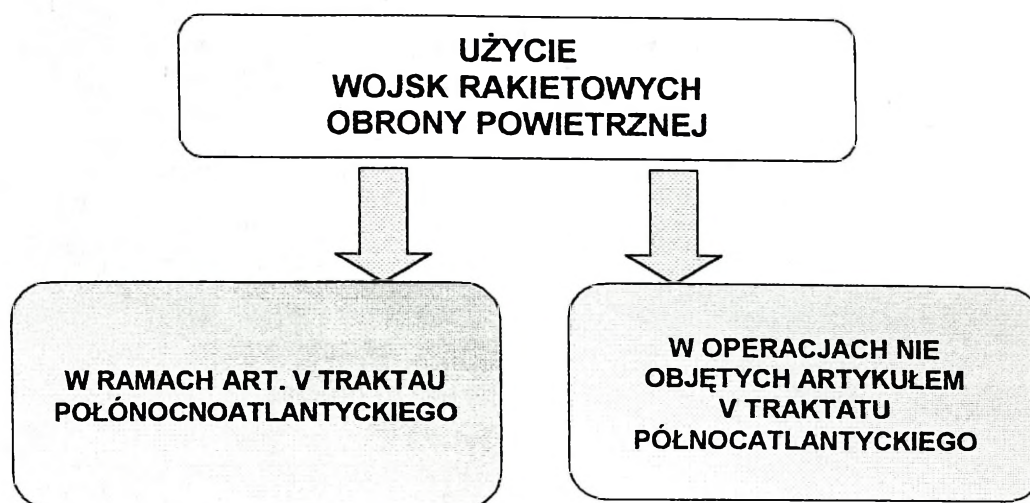 UŻYCIE
WOJSK RAKIETOWYCH
OBRONY POWIETRZNEJ
W RAMACH ART. V TRAKTAU
POŁÓNOCNOATLANTYCKIEGO
W OPERACJACH NIE
OBJĘTYCH ARTYKUŁEM
V TRAKTATU
PÓŁNOCATLANTYCKIEGO